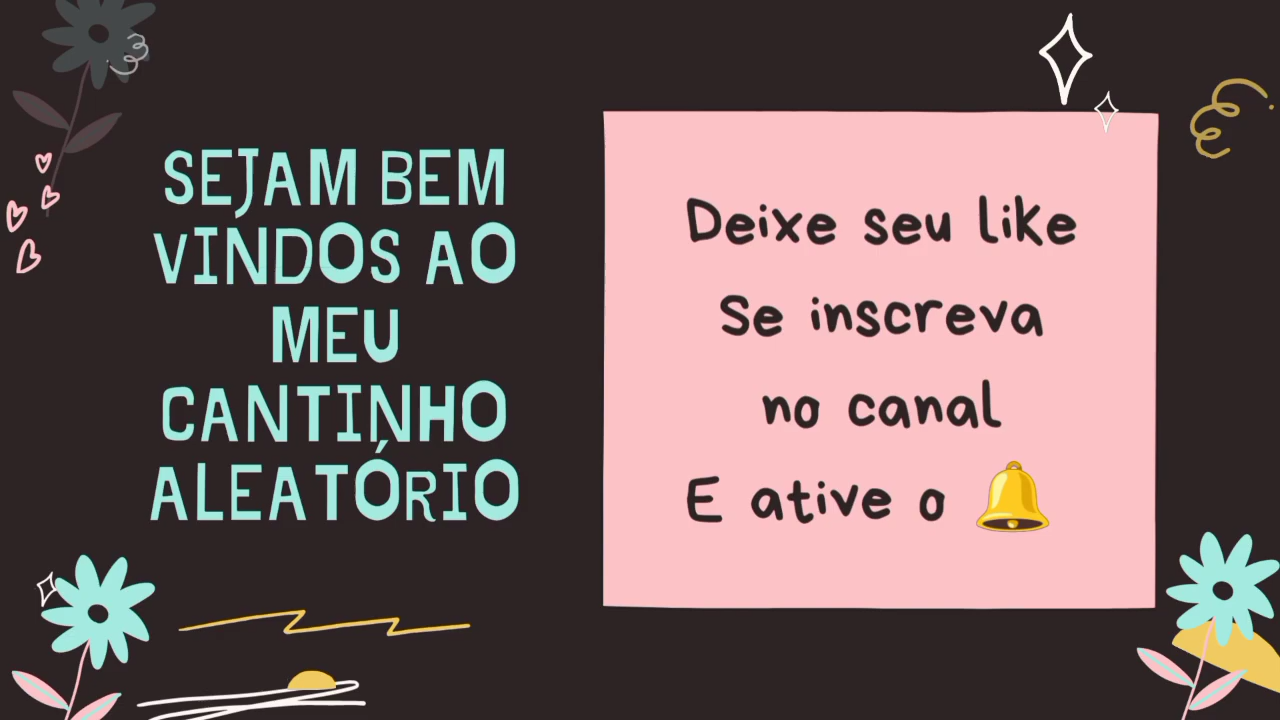 SEJAM BEM
VINDOS AO
MEU
CANTINHO
ALEATÓRIO
Deixe seu like
Se inscreva
no canal
E ative o 🔔